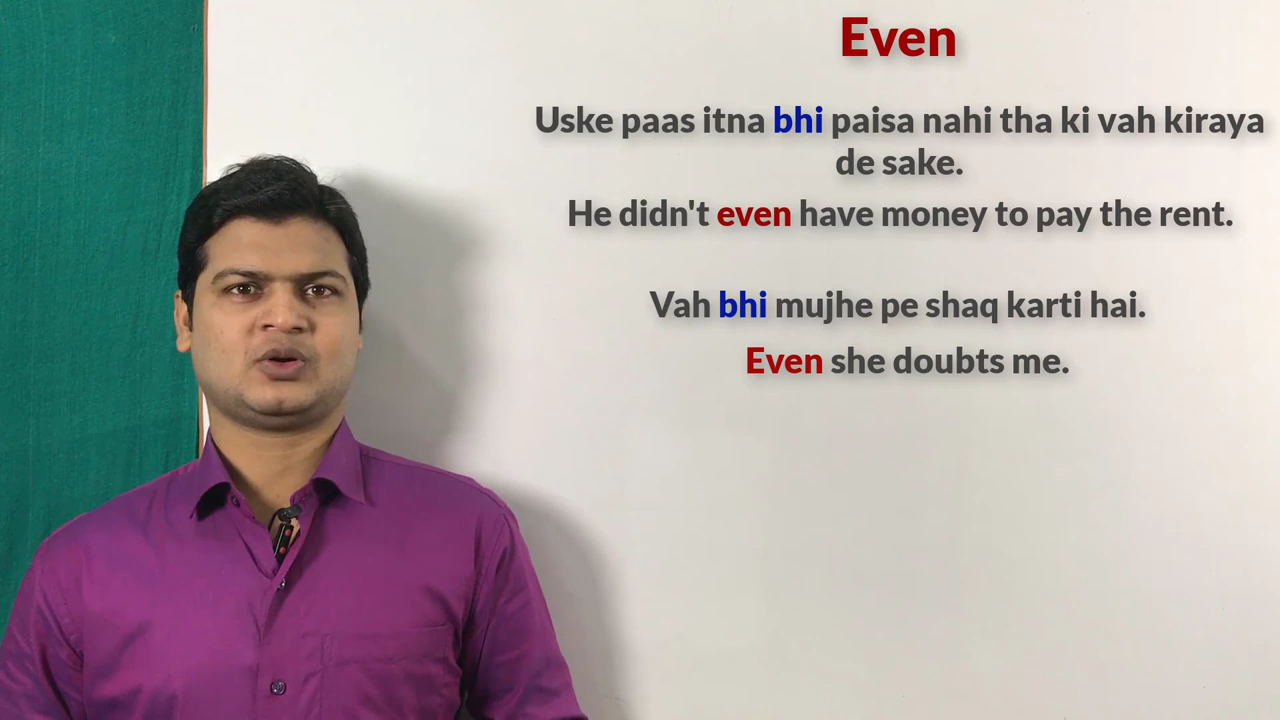 Even
Uske paas itna bhi paisa nahi tha ki vah kiraya
de sake.
He didn't even have money to pay the rent.
Vah bhi mujhe pe shaq karti hai.
Even she doubts me.